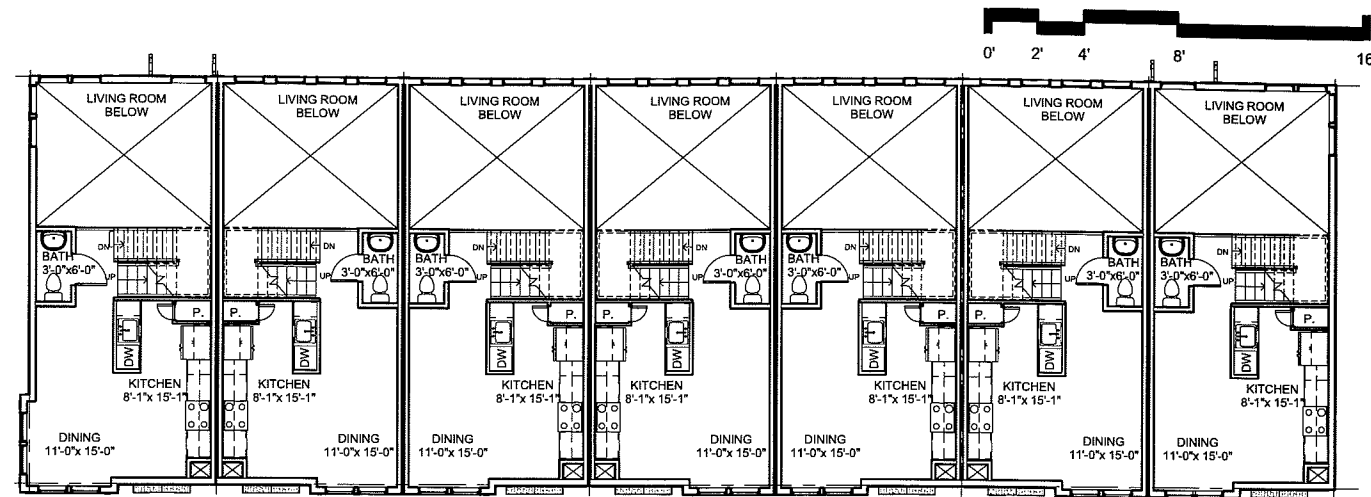 0' 2' 4' 8' 16
LIVING ROOM
BELOW
LIVING ROOM
BELOW
LIVING ROOM
BELOW
LIVING ROOM
BELOW
LIVING ROOM
BELOW
LIVING ROOM
BELOW
LIVING ROOM
BELOW
DN
BATH
3'-0"x6'-0"
UP
DN
BATH
3'-0"x6'-0"
UP
BATH
3'-0"x6'-0"
DN
UP
DN
BATH
3'-0"x6'-0"
UP
BATH
3'-0"x6'-0"
DN
UP
DN
BATH
3'-0"x6'-0"
UP
BATH
3'-0"x6'-0"
DN
UP
P.
P.
P.
P.
P.
P.
P.
DW
DW
DW
DW
DW
DW
DW
KITCHEN
8'-1"x 15'-1"
KITCHEN
8'-1"x 15'-1"
KITCHEN
8'-1"x 15'-1"
KITCHEN
8'-1"x 15'-1"
KITCHEN
8'-1"x 15'-1"
KITCHEN
8'-1"x 15'-1"
KITCHEN
8'-1"x 15'-1"
DINING
11'-0"x 15'-0"
DINING
11'-0"x 15'-0"
DINING
11'-0"x 15'-0"
DINING
11'-0"x 15'-0"
DINING
11'-0"x 15'-0"
DINING
11'-0"x 15'-0"
DINING
11'-0"x 15'-0"